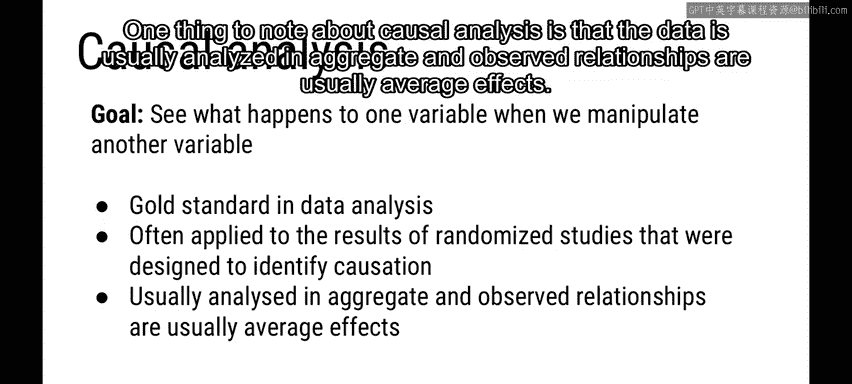 GPT中英字幕课程资源@bilibili.com
One thing to note about causal analysis is that the data is
usually analyzed in aggregate and observed relationships are
usually average effects.
Causal analysis
Goal: See what happens to one variable when we manipulate
another variable
● Gold standard in data analysis
● Often applied to the results of randomized studies that were
designed to identify causation
● Usually analysed in aggregate and observed relationships
are usually average effects